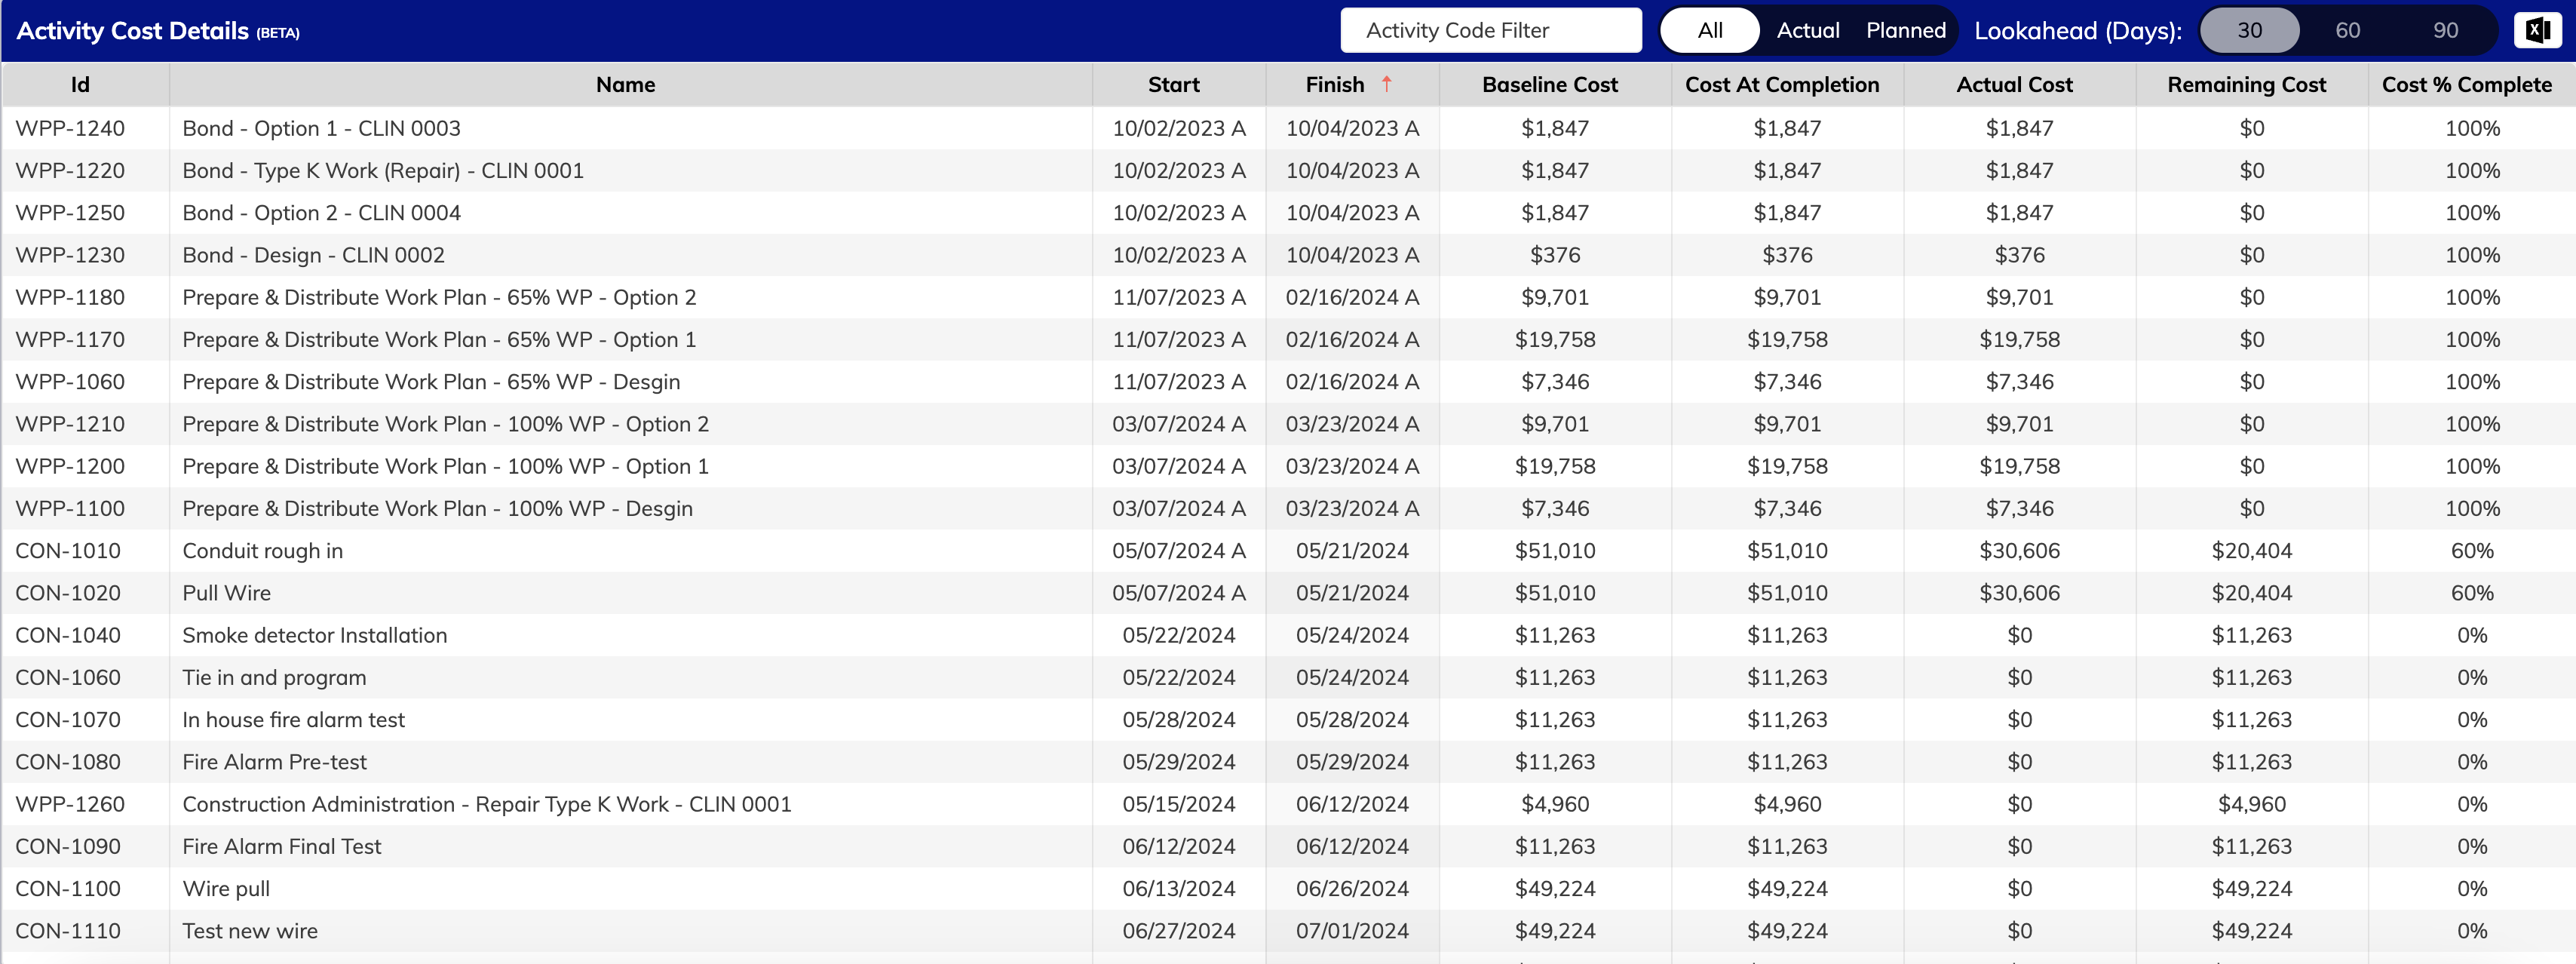 Activity Cost Details (BETA) Activity Code Filter All Actual Planned Lookahead (Days): 30 60 90 X
Id Name Start Finish ↑ Baseline Cost Cost At Completion Actual Cost Remaining Cost Cost % Complete
WPP-1240 Bond - Option 1 - CLIN 0003 10/02/2023 A 10/04/2023 A $1,847 $1,847 $1,847 $0 100%
WPP-1220 Bond - Type K Work (Repair) - CLIN 0001 10/02/2023 A 10/04/2023 A $1,847 $1,847 $1,847 $0 100%
WPP-1250 Bond - Option 2 - CLIN 0004 10/02/2023 A 10/04/2023 A $1,847 $1,847 $1,847 $0 100%
WPP-1230 Bond - Design - CLIN 0002 10/02/2023 A 10/04/2023 A $376 $376 $376 $0 100%
WPP-1180 Prepare & Distribute Work Plan - 65% WP - Option 2 11/07/2023 A 02/16/2024 A $9,701 $9,701 $9,701 $0 100%
WPP-1170 Prepare & Distribute Work Plan - 65% WP - Option 1 11/07/2023 A 02/16/2024 A $19,758 $19,758 $19,758 $0 100%
WPP-1060 Prepare & Distribute Work Plan - 65% WP - Desgin 11/07/2023 A 02/16/2024 A $7,346 $7,346 $7,346 $0 100%
WPP-1210 Prepare & Distribute Work Plan - 100% WP - Option 2 03/07/2024 A 03/23/2024 A $9,701 $9,701 $9,701 $0 100%
WPP-1200 Prepare & Distribute Work Plan - 100% WP - Option 1 03/07/2024 A 03/23/2024 A $19,758 $19,758 $19,758 $0 100%
WPP-1100 Prepare & Distribute Work Plan - 100% WP - Desgin 03/07/2024 A 03/23/2024 A $7,346 $7,346 $7,346 $0 100%
CON-1010 Conduit rough in 05/07/2024 A 05/21/2024 $51,010 $51,010 $30,606 $20,404 60%
CON-1020 Pull Wire 05/07/2024 A 05/21/2024 $51,010 $51,010 $30,606 $20,404 60%
CON-1040 Smoke detector Installation 05/22/2024 05/24/2024 $11,263 $11,263 $0 $11,263 0%
CON-1060 Tie in and program 05/22/2024 05/24/2024 $11,263 $11,263 $0 $11,263 0%
CON-1070 In house fire alarm test 05/28/2024 05/28/2024 $11,263 $11,263 $0 $11,263 0%
CON-1080 Fire Alarm Pre-test 05/29/2024 05/29/2024 $11,263 $11,263 $0 $11,263 0%
WPP-1260 Construction Administration - Repair Type K Work - CLIN 0001 05/15/2024 06/12/2024 $4,960 $4,960 $0 $4,960 0%
CON-1090 Fire Alarm Final Test 06/12/2024 06/12/2024 $11,263 $11,263 $0 $11,263 0%
CON-1100 Wire pull 06/13/2024 06/26/2024 $49,224 $49,224 $0 $49,224 0%
CON-1110 Test new wire 06/27/2024 07/01/2024 $49,224 $49,224 $0 $49,224 0%